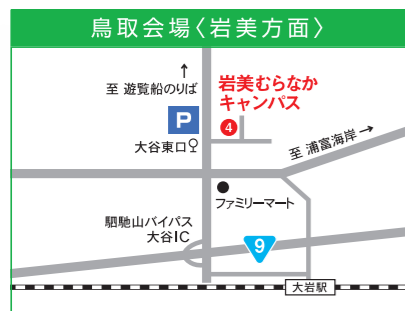 鳥取会場〈岩美方面〉
↑
至 遊覧船のりば
岩美むらなか
キャンパス
P
4
大谷東口
至 浦富海岸→
ファミリーマート
駟馳山バイパス
大谷IC
9
大岩駅